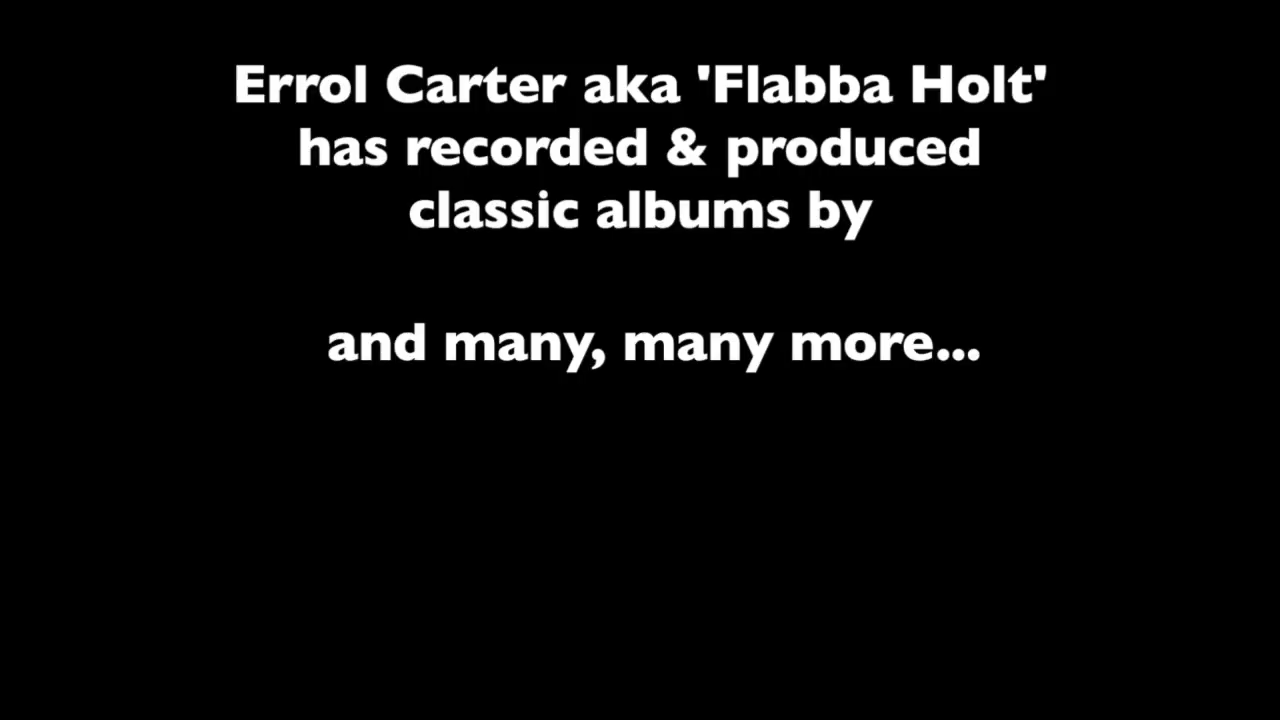 Errol Carter aka 'Flabba Holt'
has recorded & produced
classic albums by
and many, many more...